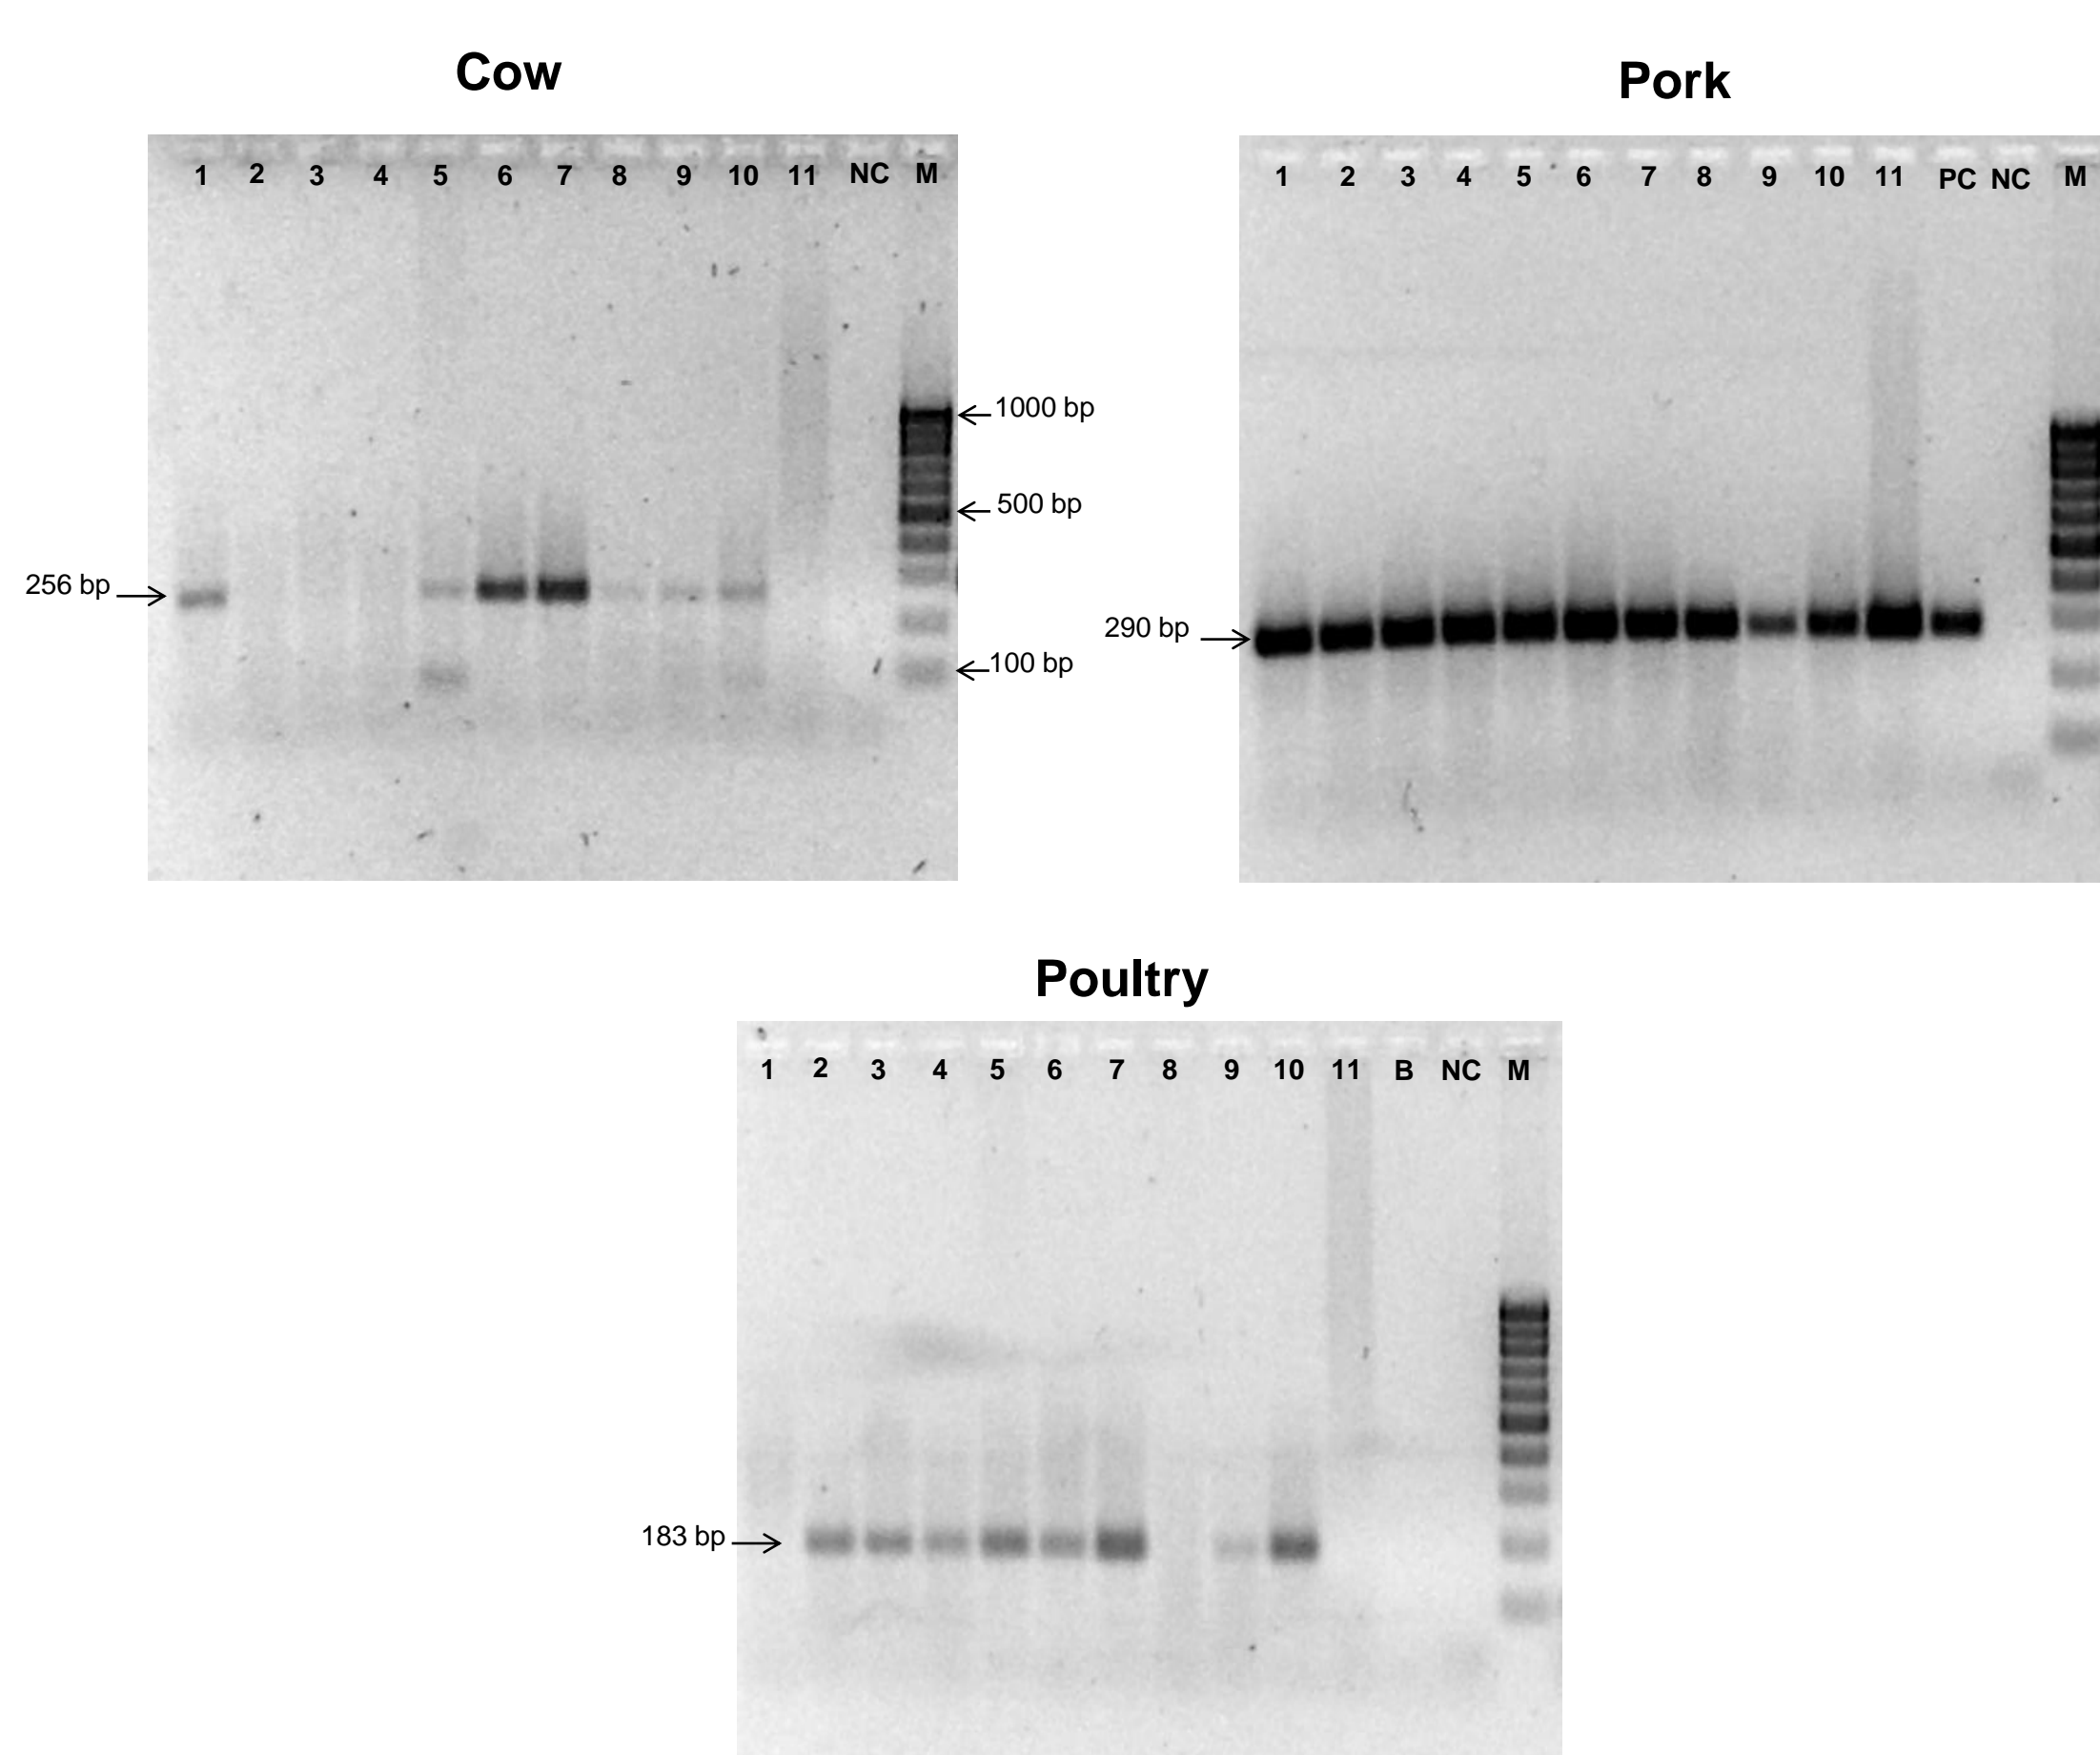 Cow
1 2 3 4 5 6 7 8 9 10 11 NC M
1000 bp
500 bp
256 bp
100 bp
Pork
1 2 3 4 5 6 7 8 9 10 11 PC NC M
290 bp
Poultry
1 2 3 4 5 6 7 8 9 10 11 B NC M
183 bp